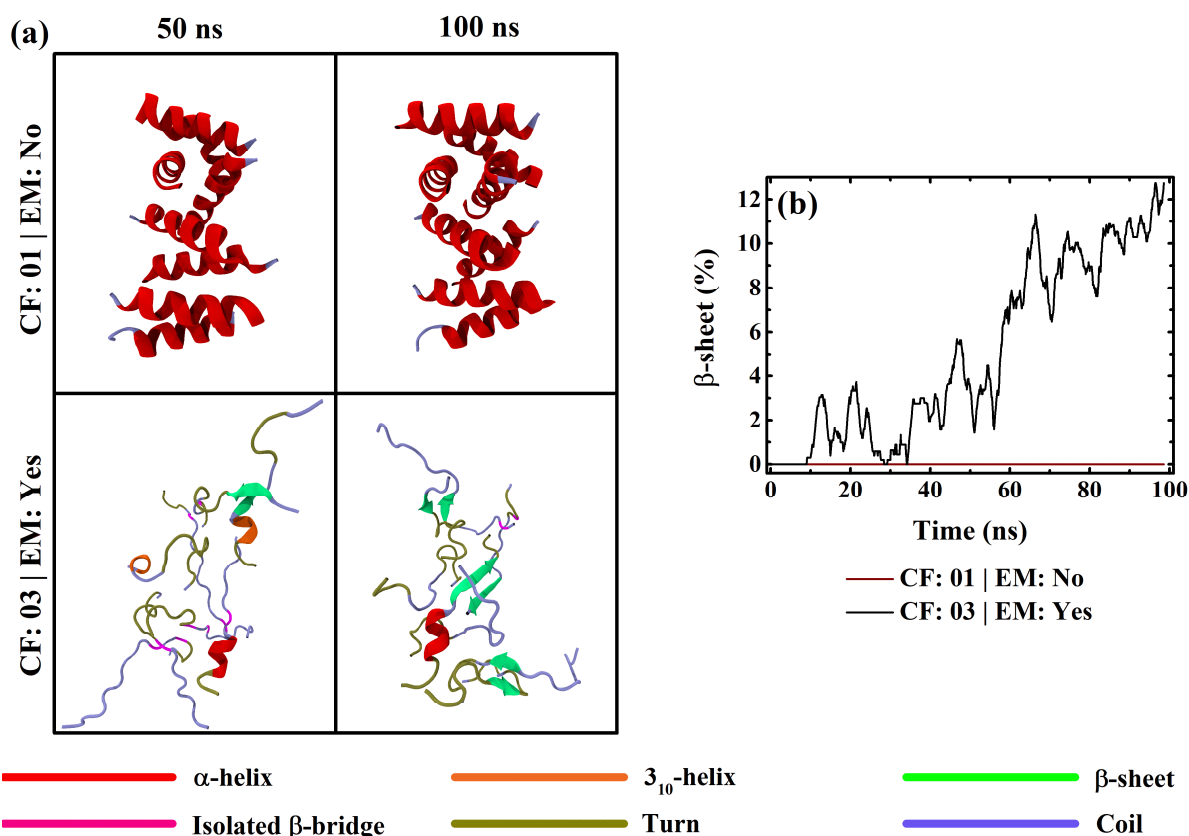 (a)
50 ns
100 ns
CF: 01 | EM: No
CF: 03 | EM: Yes
(b)
β-sheet (%)
12
10
8
6
4
2
0
0 20 40 60 80 100
Time (ns)
CF: 01 | EM: No
CF: 03 | EM: Yes
α-helix
3₁₀-helix
β-sheet
Isolated β-bridge
Turn
Coil